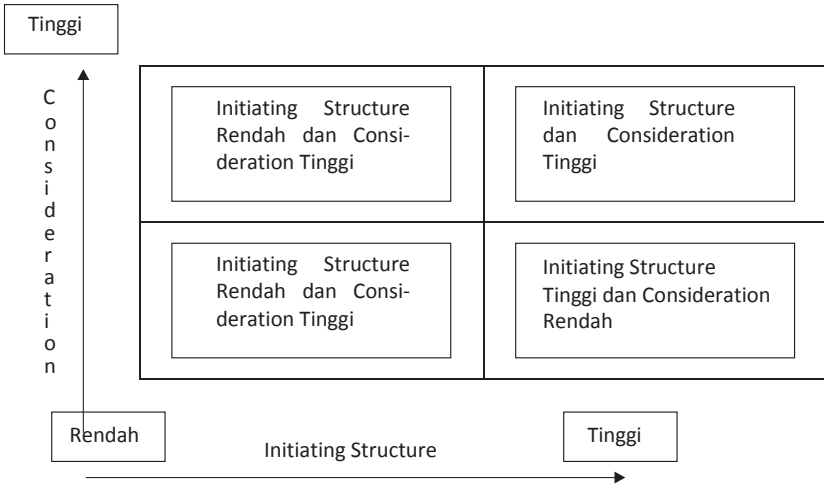 Tinggi
Consideration
Initiating Structure
Rendah dan Consi-
deration Tinggi
Initiating Structure
dan Consideration
Tinggi
Initiating Structure
Rendah dan Consi-
deration Tinggi
Initiating Structure
Tinggi dan Consideration
Rendah
Rendah
Initiating Structure
Tinggi